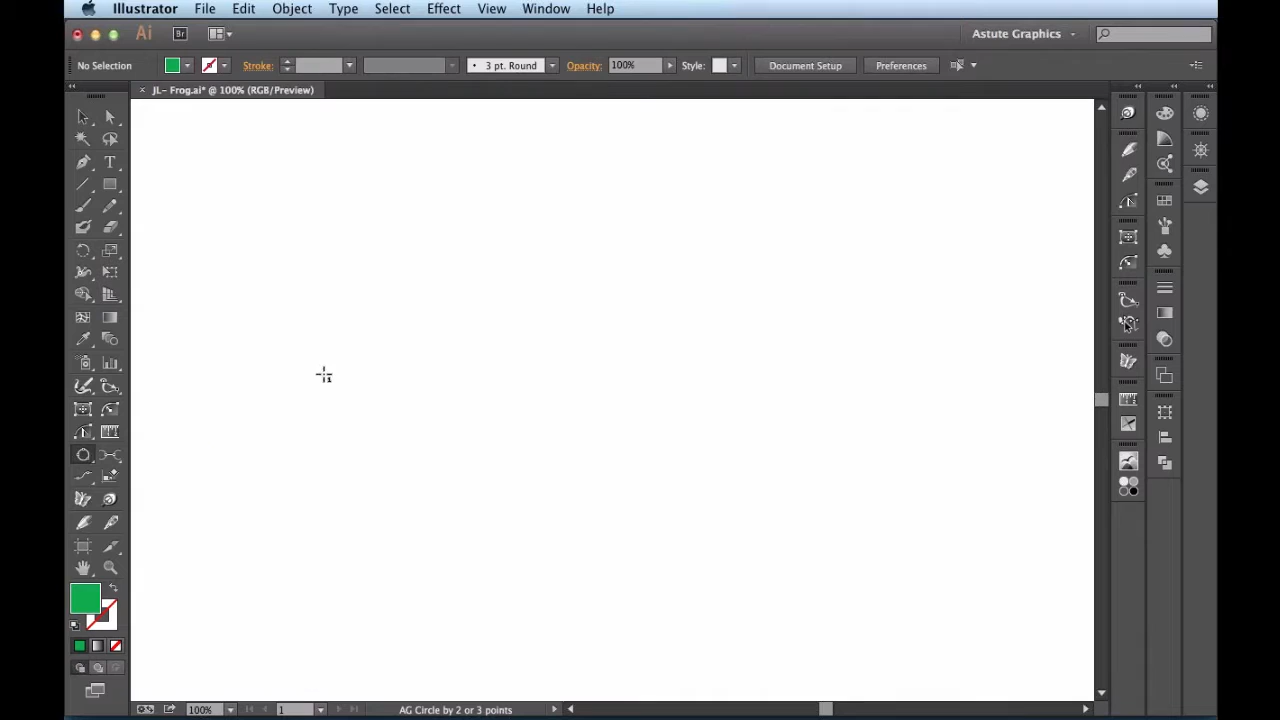 Illustrator File Edit Object Type Select Effect View Window Help
Ai Br Astute Graphics
No Selection Stroke: 3 pt. Round Opacity: 100% Style: Document Setup Preferences
× JL- Frog.ai* @ 100% (RGB/Preview)
T
1
100% 1 AG Circle by 2 or 3 points